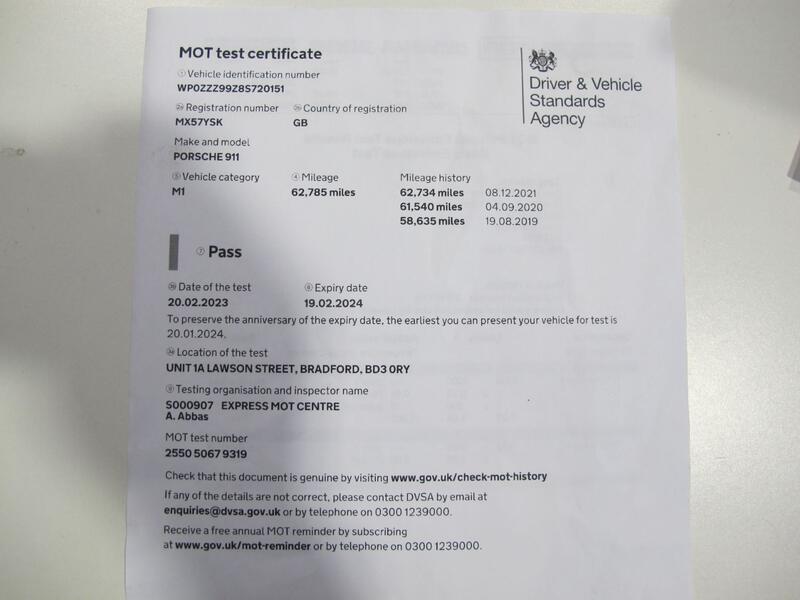 MOT test certificate
① Vehicle identification number
WP0ZZZ99Z8S720151
Driver & Vehicle
Standards
Agency
Registration number Country of registration
MX57YSK GB
Make and model
PORSCHE 911
⑤ Vehicle category ④ Mileage Mileage history
M1 62,785 miles 62,734 miles 08.12.2021
61,540 miles 04.09.2020
58,635 miles 19.08.2019
⑦ Pass
Date of the test Expiry date
20.02.2023 19.02.2024
To preserve the anniversary of the expiry date, the earliest you can present your vehicle for test is
20.01.2024.
Location of the test
UNIT 1A LAWSON STREET, BRADFORD, BD3 0RY
⑨ Testing organisation and inspector name
S000907 EXPRESS MOT CENTRE
A. Abbas
MOT test number
2550 5067 9319
Check that this document is genuine by visiting www.gov.uk/check-mot-history
If any of the details are not correct, please contact DVSA by email at
enquiries@dvsa.gov.uk or by telephone on 0300 1239000.
Receive a free annual MOT reminder by subscribing
at www.gov.uk/mot-reminder or by telephone on 0300 1239000.